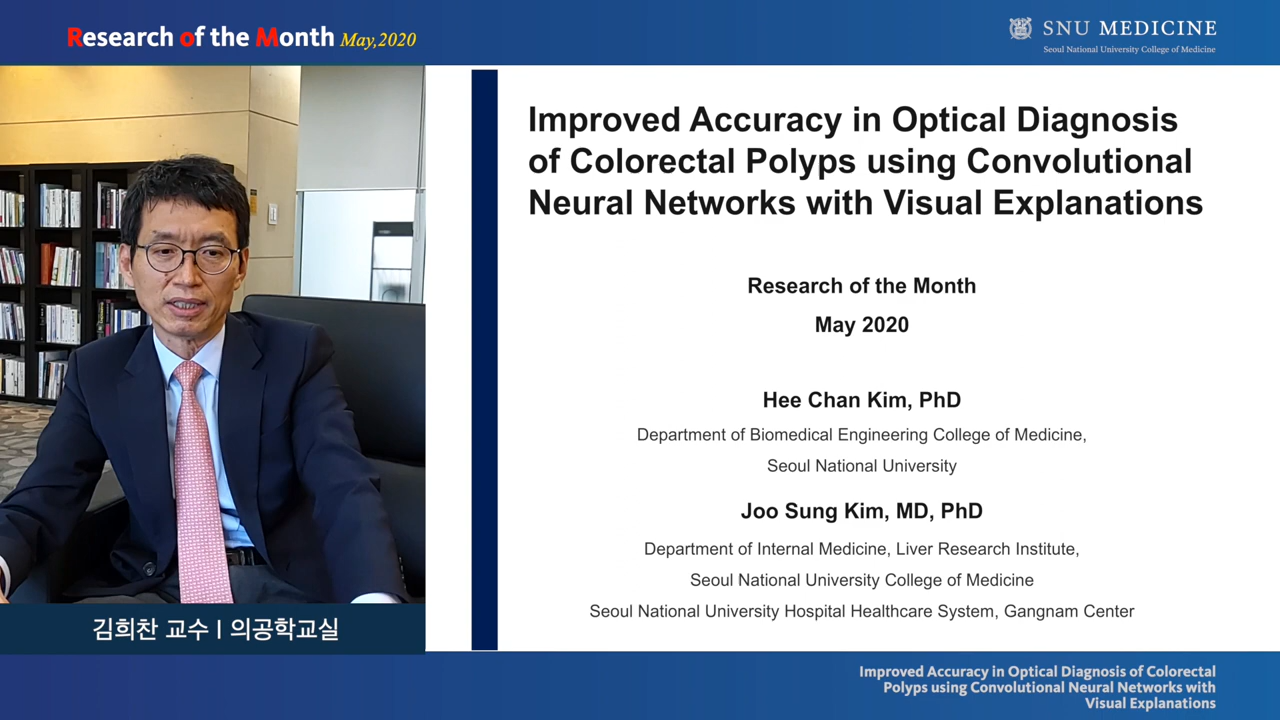 Research of the Month May,2020
SNU MEDICINE
Seoul National University College of Medicine
Improved Accuracy in Optical Diagnosis
of Colorectal Polyps using Convolutional
Neural Networks with Visual Explanations
Research of the Month
May 2020
Hee Chan Kim, PhD
Department of Biomedical Engineering College of Medicine,
Seoul National University
Joo Sung Kim, MD, PhD
Department of Internal Medicine, Liver Research Institute,
Seoul National University College of Medicine
Seoul National University Hospital Healthcare System, Gangnam Center
김희찬 교수 | 의공학교실
Improved Accuracy in Optical Diagnosis of Colorectal
Polyps using Convolutional Neural Networks with
Visual Explanations